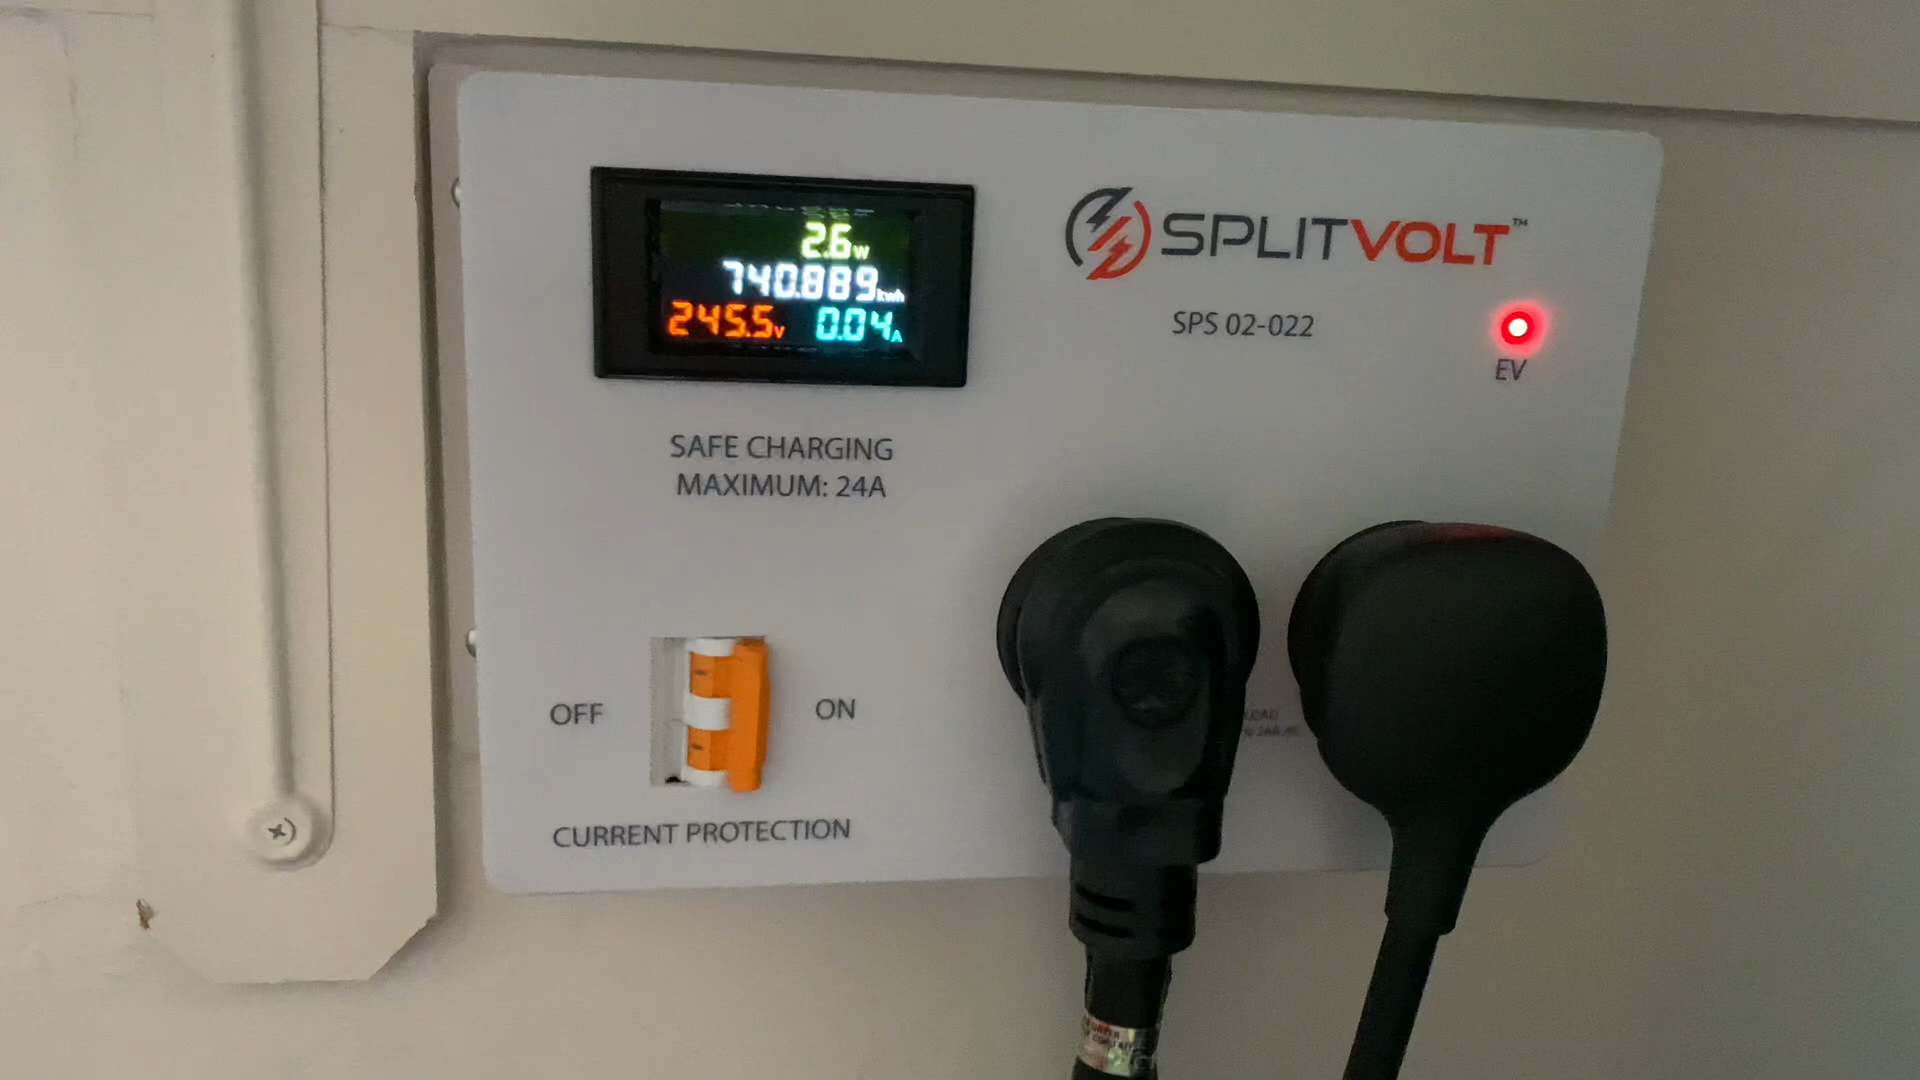 2.6W
740.889kwh
245.5V 0.04A
SPLITVOLT™
SPS 02-022
EV
SAFE CHARGING
MAXIMUM: 24A
OFF
ON
CURRENT PROTECTION